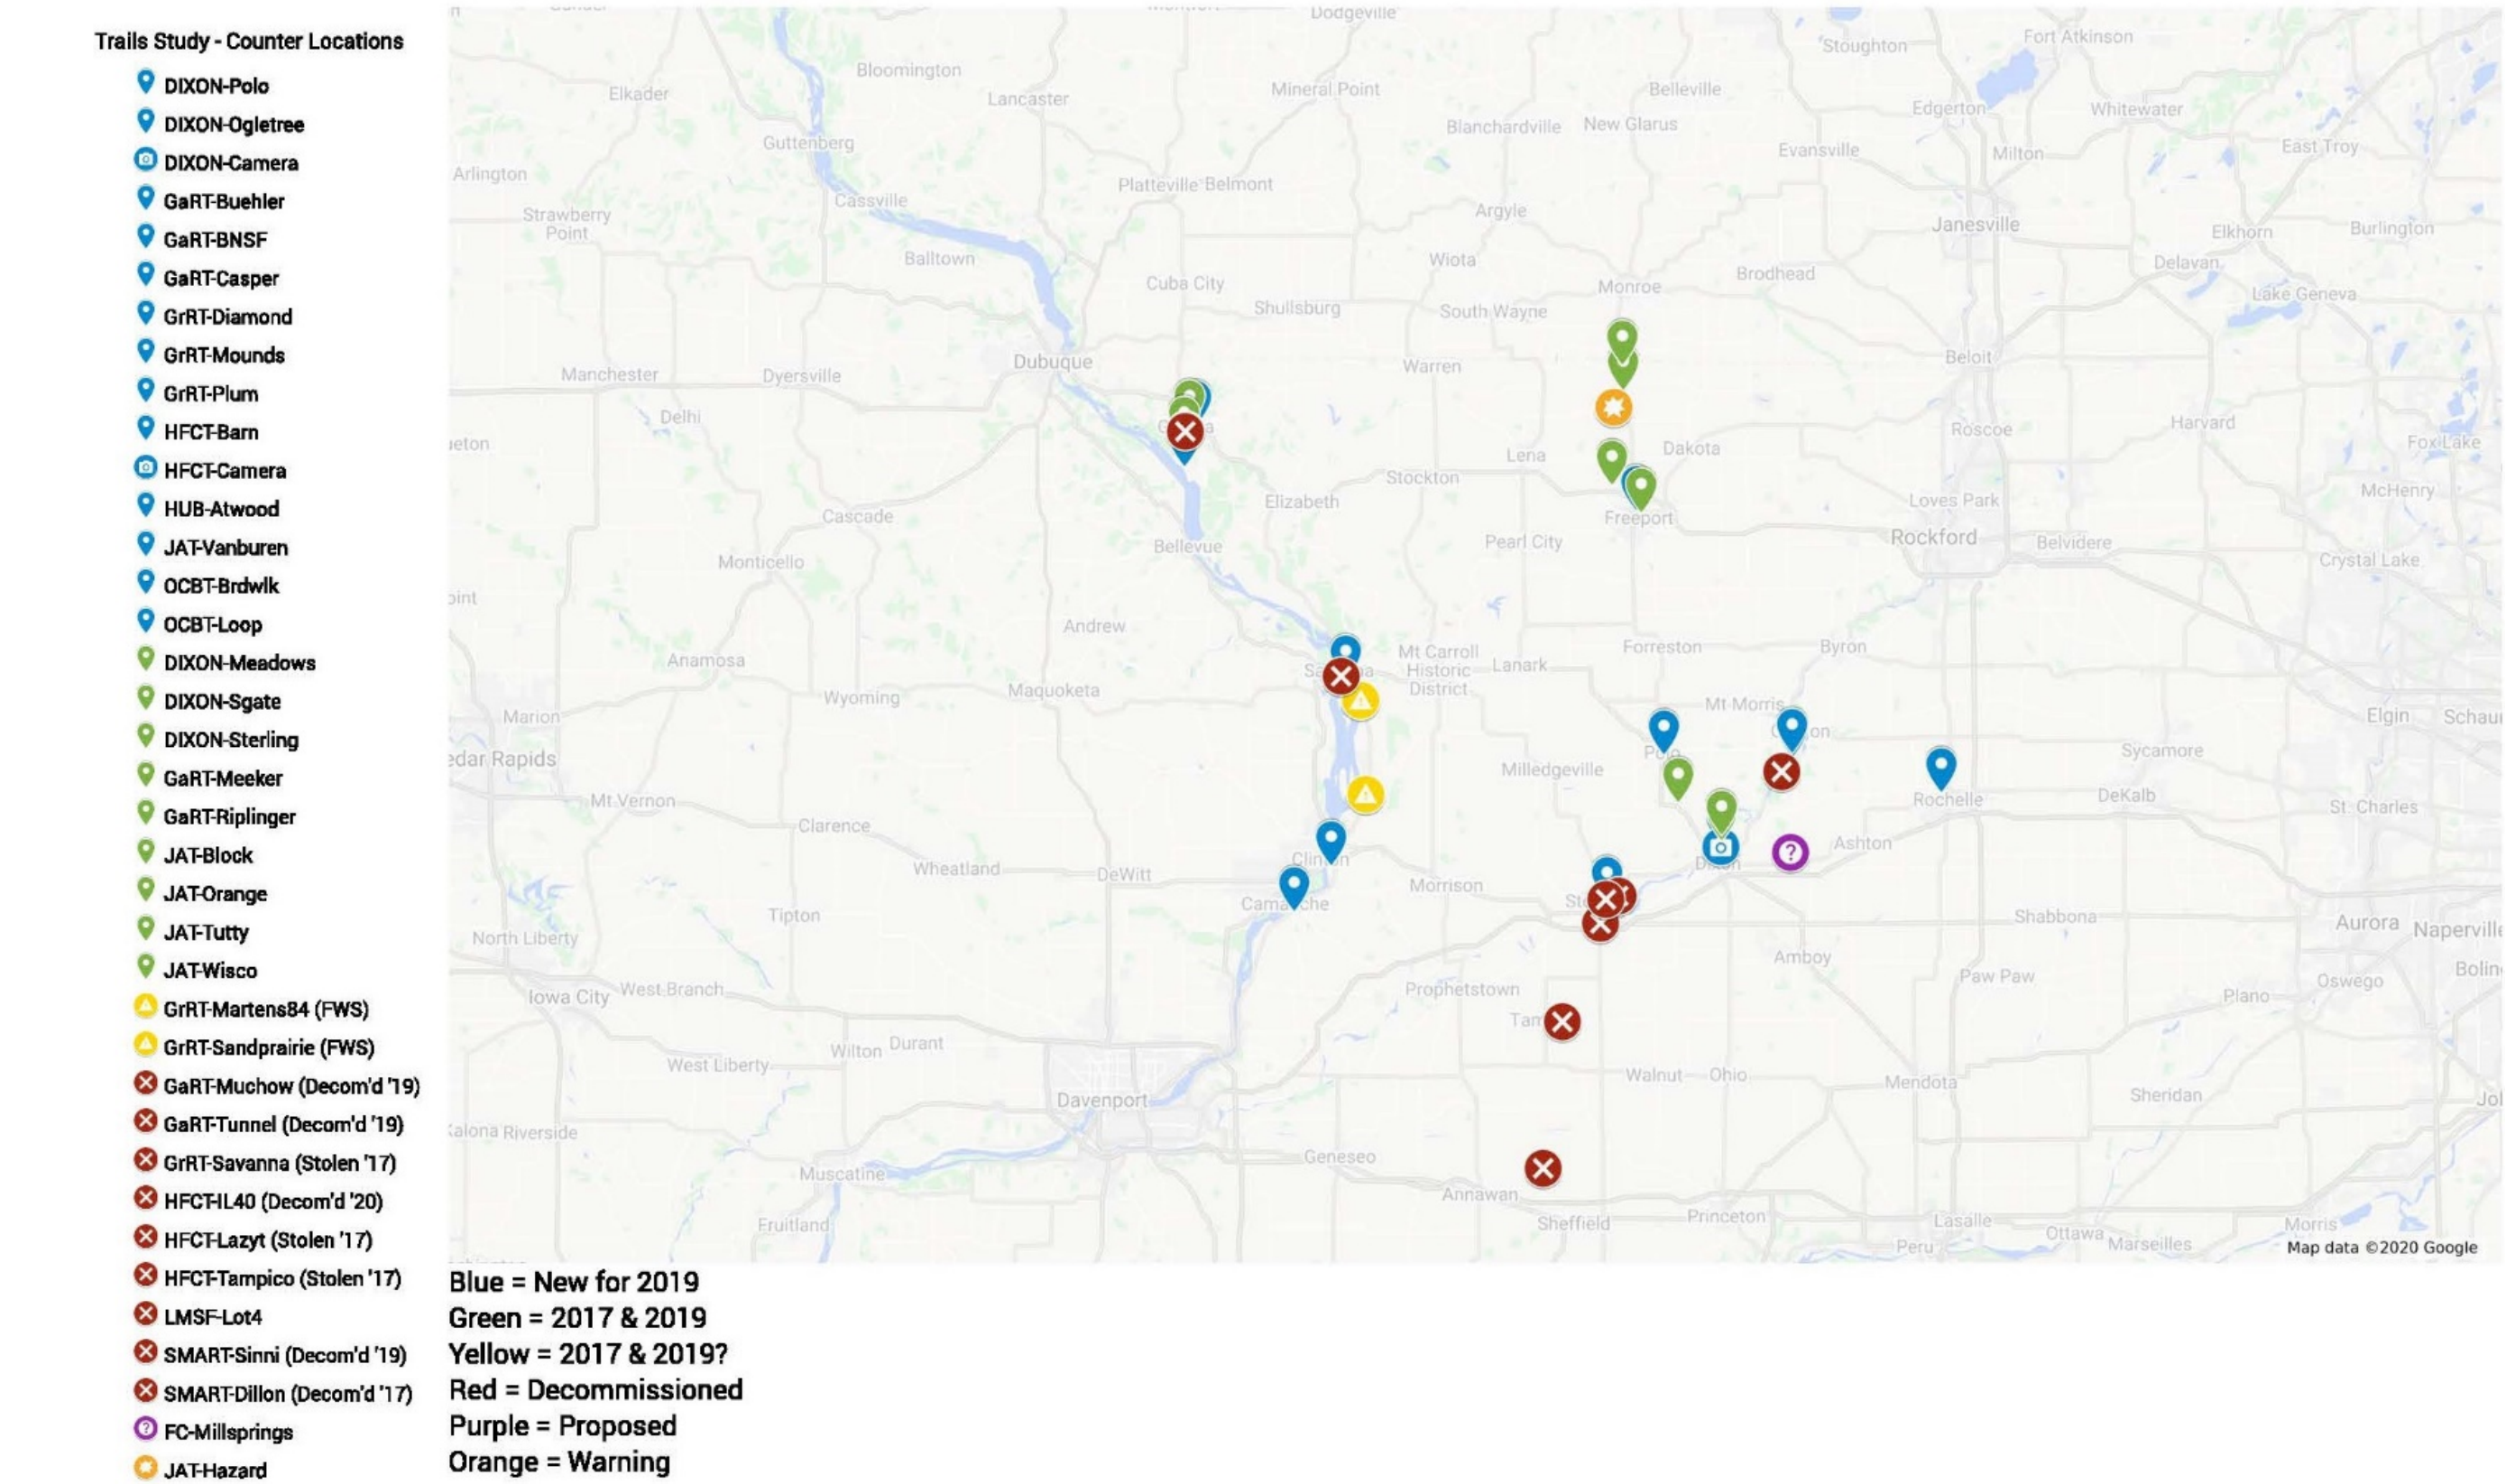 Trails Study - Counter Locations
DIXON-Polo
DIXON-Ogletree
DIXON-Camera
GaRT-Buehler
GaRT-BNSF
GaRT-Casper
GrRT-Diamond
GrRT-Mounds
GrRT-Plum
HFCT-Barn
HFCT-Camera
HUB-Atwood
JAT-Vanburen
OCBT-Brdwlk
OCBT-Loop
DIXON-Meadows
DIXON-Sgate
DIXON-Sterling
GaRT-Meeker
GaRT-Riplinger
JAT-Block
JAT-Orange
JAT-Tutty
JAT-Wisco
GrRT-Martens84 (FWS)
GrRT-Sandprairie (FWS)
GaRT-Muchow (Decom'd '19)
GaRT-Tunnel (Decom'd '19)
GrRT-Savanna (Stolen '17)
HFCT-IL40 (Decom'd '20)
HFCT-Lazyt (Stolen '17)
HFCT-Tampico (Stolen '17)
LMSF-Lot4
SMART-Sinni (Decom'd '19)
SMART-Dillon (Decom'd '17)
FC-Millsprings
JAT-Hazard
Dodgeville
Stoughton
Fort Atkinson
Bloomington
Elkader
Lancaster
Mineral Point
Belleville
Edgerton
Whitewater
Blanchardville
New Glarus
Guttenberg
Evansville
Milton
East Troy
Arlington
Platteville
Belmont
Cassville
Strawberry
Point
Argyle
Janesville
Elkhorn
Burlington
Balltown
Wiota
Brodhead
Delavan
Cuba City
Monroe
Lake Geneva
Shullsburg
South Wayne
Dubuque
Warren
Beloit
Manchester
Dyersville
Delhi
Roscoe
Harvard
Fox Lake
Lena
Dakota
Stockton
McHenry
Elizabeth
Loves Park
Cascade
Freeport
Rockford
Belvidere
Bellevue
Pearl City
Monticello
Crystal Lake
Andrew
Forreston
Byron
Mt Carroll
Historic
District
Lanark
Anamosa
Maquoketa
Wyoming
Mt Morris
Marion
Elgin
Schau
Polo
on
edar Rapids
Milledgeville
Sycamore
Mt Vernon
Rochelle
DeKalb
St. Charles
Clarence
Ashton
Clinton
Wheatland
DeWitt
Dixon
Morrison
Camanche
Tipton
Shabbona
Aurora
Naperville
North Liberty
Amboy
Paw Paw
Oswego
Bolin
Iowa City
West Branch
Prophetstown
Plano
Tam
Durant
Wilton
West Liberty
Walnut
Ohio
Mendota
Sheridan
Davenport
Jol
Kalona
Riverside
Geneseo
Muscatine
Annawan
Sheffield
Princeton
Lasalle
Fruitland
Ottawa
Marseilles
Morris
Peru
Map data ©2020 Google
Blue = New for 2019
Green = 2017 & 2019
Yellow = 2017 & 2019?
Red = Decommissioned
Purple = Proposed
Orange = Warning